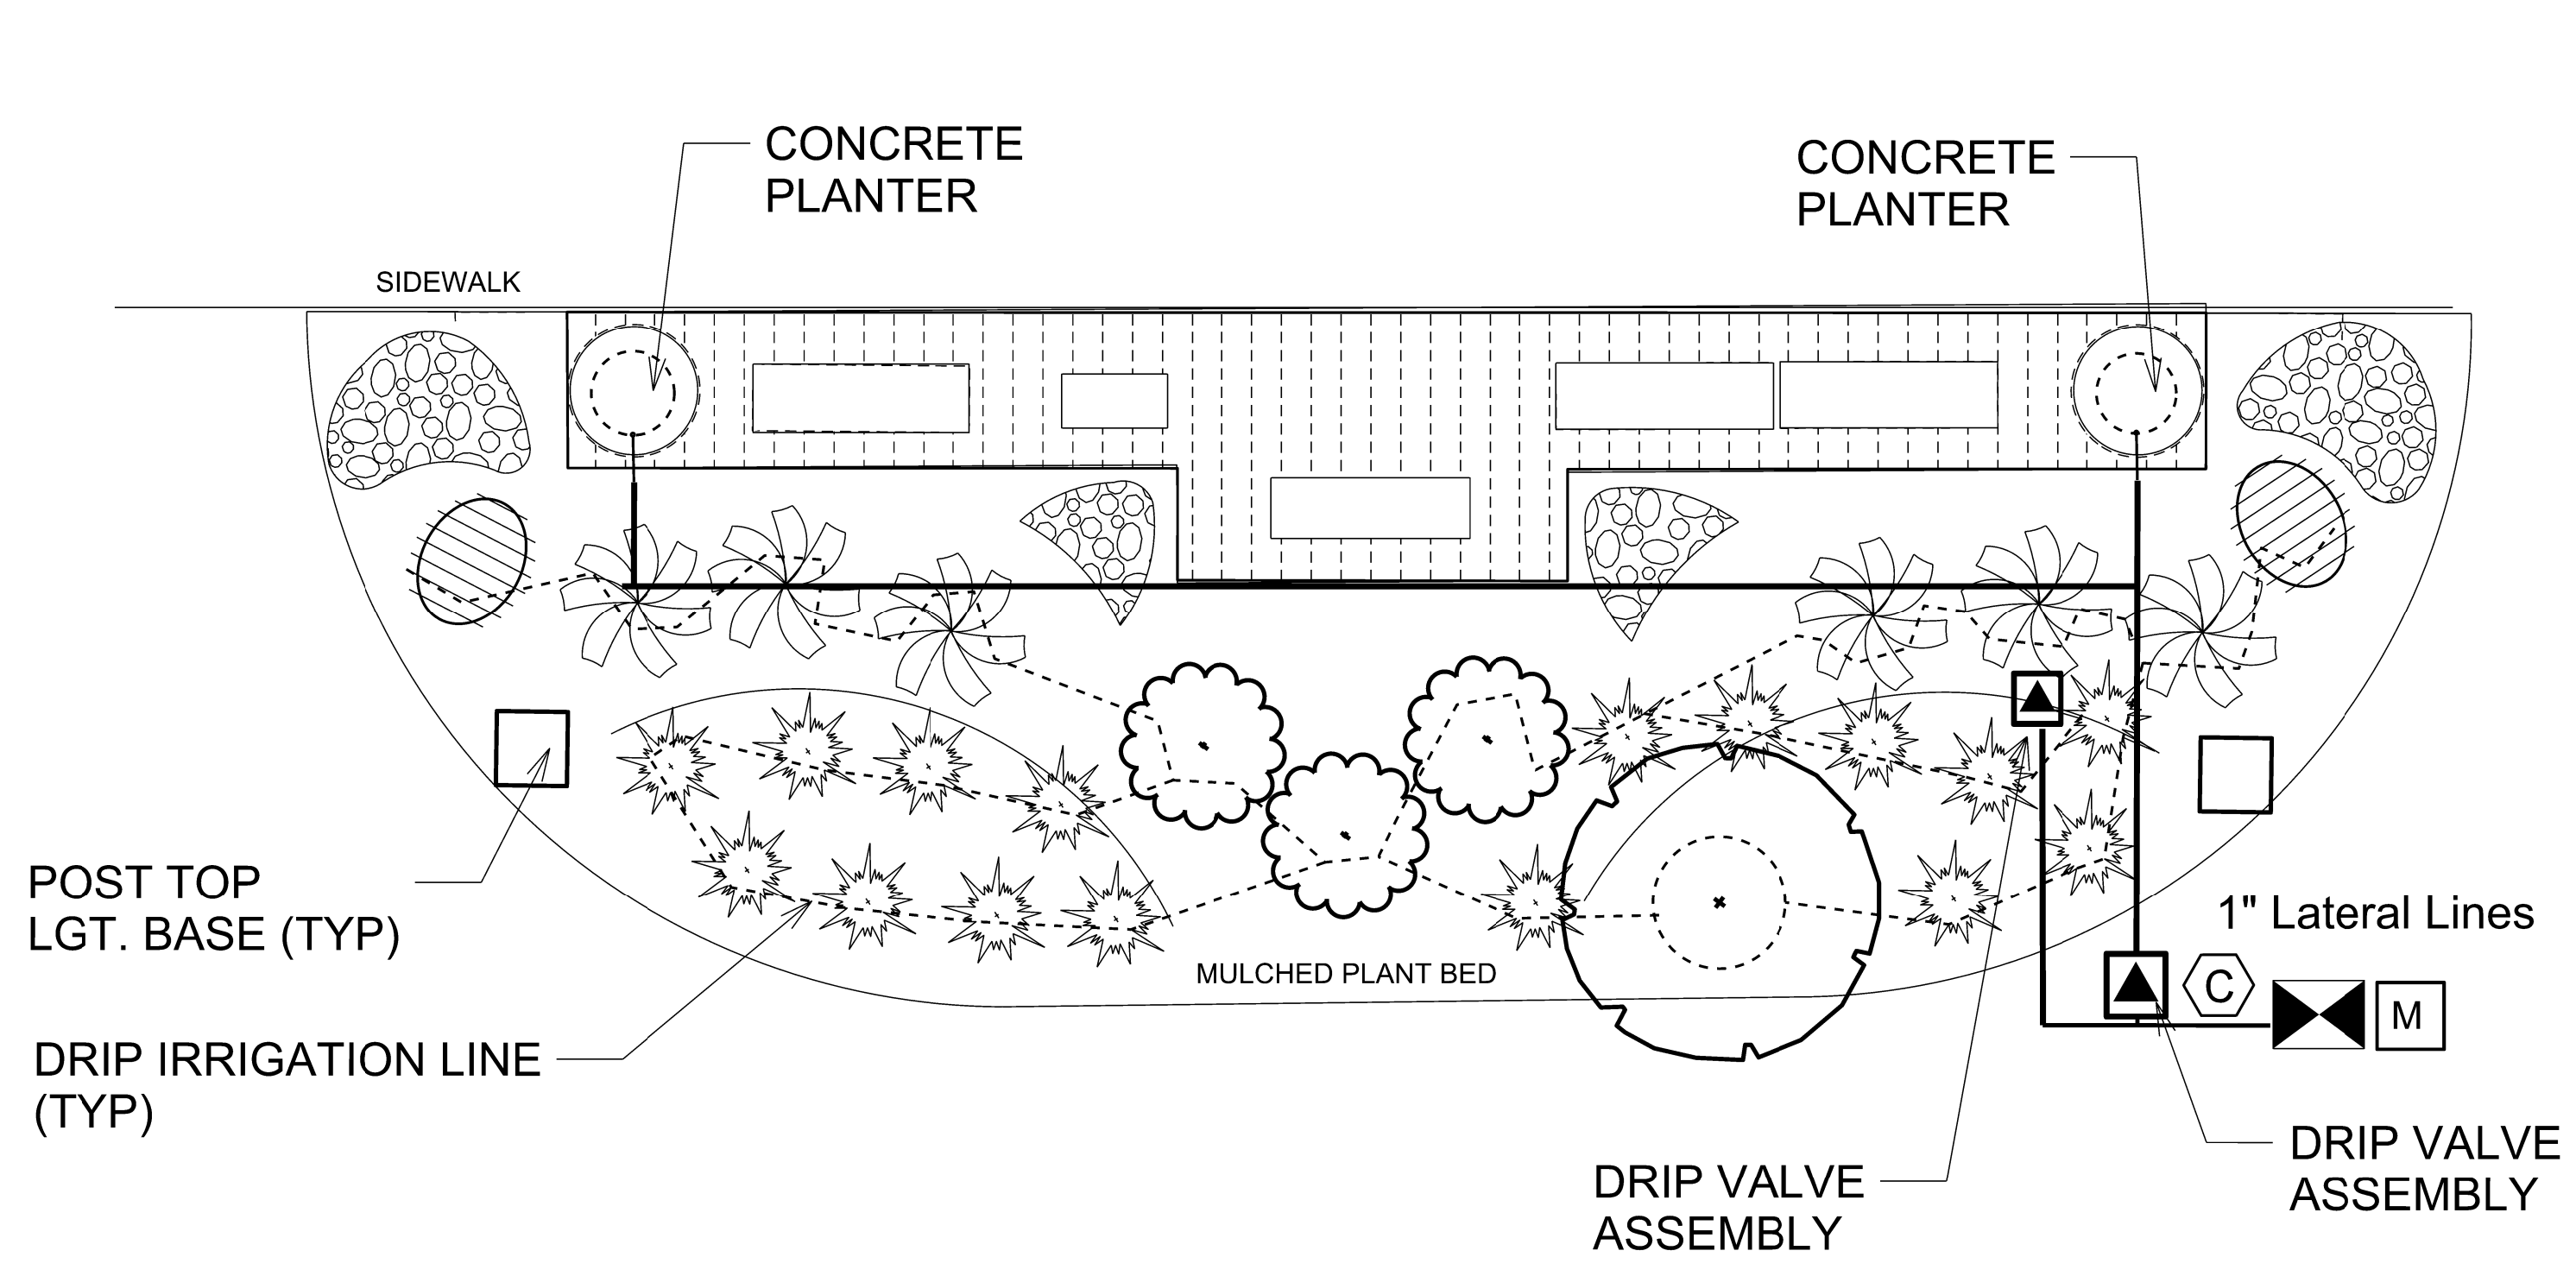 CONCRETE
PLANTER
CONCRETE
PLANTER
SIDEWALK
POST TOP
LGT. BASE (TYP)
1" Lateral Lines
MULCHED PLANT BED
C
M
DRIP IRRIGATION LINE
(TYP)
DRIP VALVE
ASSEMBLY
DRIP VALVE
ASSEMBLY